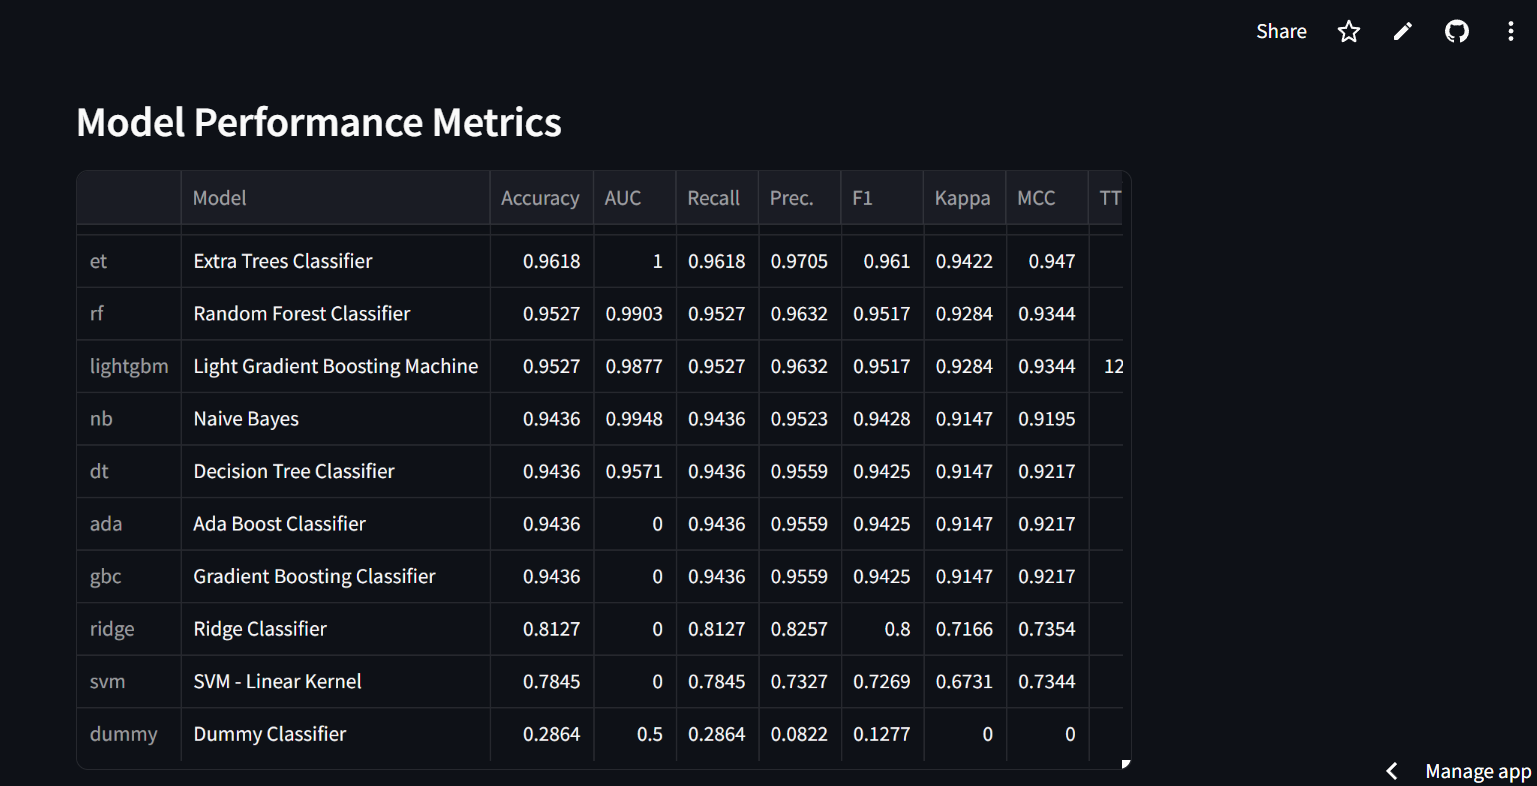 Share
Model Performance Metrics
Model Accuracy AUC Recall Prec. F1 Kappa MCC TT
et Extra Trees Classifier 0.9618 1 0.9618 0.9705 0.961 0.9422 0.947
rf Random Forest Classifier 0.9527 0.9903 0.9527 0.9632 0.9517 0.9284 0.9344
lightgbm Light Gradient Boosting Machine 0.9527 0.9877 0.9527 0.9632 0.9517 0.9284 0.9344 12
nb Naive Bayes 0.9436 0.9948 0.9436 0.9523 0.9428 0.9147 0.9195
dt Decision Tree Classifier 0.9436 0.9571 0.9436 0.9559 0.9425 0.9147 0.9217
ada Ada Boost Classifier 0.9436 0 0.9436 0.9559 0.9425 0.9147 0.9217
gbc Gradient Boosting Classifier 0.9436 0 0.9436 0.9559 0.9425 0.9147 0.9217
ridge Ridge Classifier 0.8127 0 0.8127 0.8257 0.8 0.7166 0.7354
svm SVM - Linear Kernel 0.7845 0 0.7845 0.7327 0.7269 0.6731 0.7344
dummy Dummy Classifier 0.2864 0.5 0.2864 0.0822 0.1277 0 0
Manage app